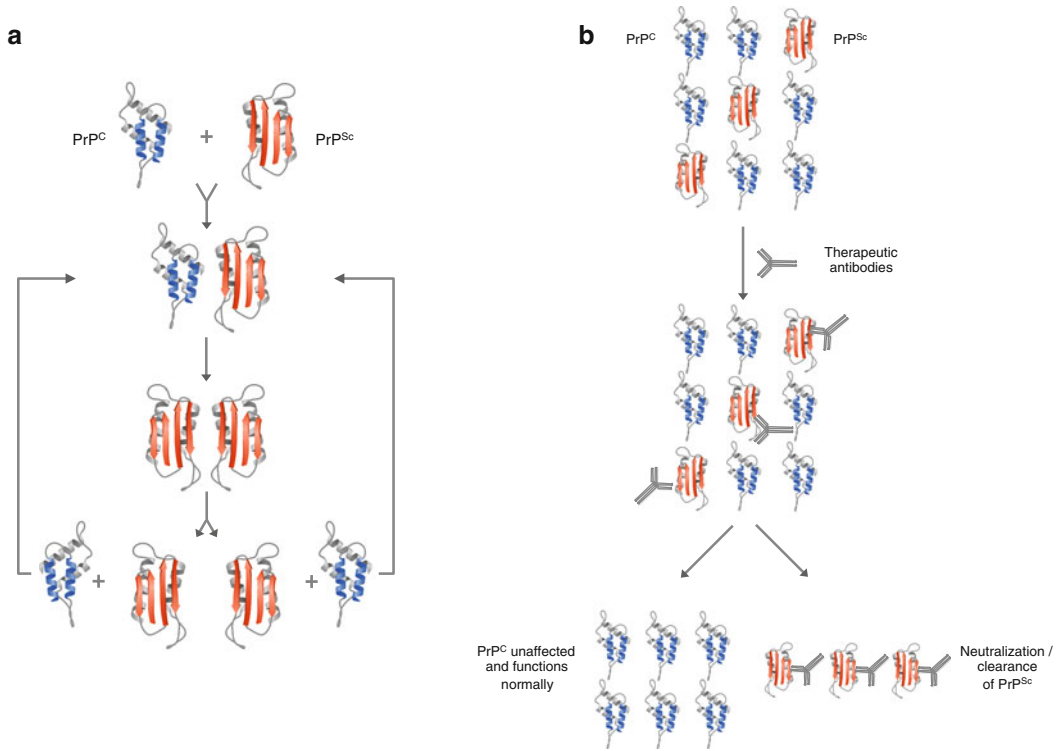 a
PrPᶜ
+
PrPˢᶜ
+
+
b
PrPᶜ
PrPˢᶜ
Therapeutic
antibodies
PrPᶜ unaffected
and functions
normally
Neutralization /
clearance
of PrPˢᶜ